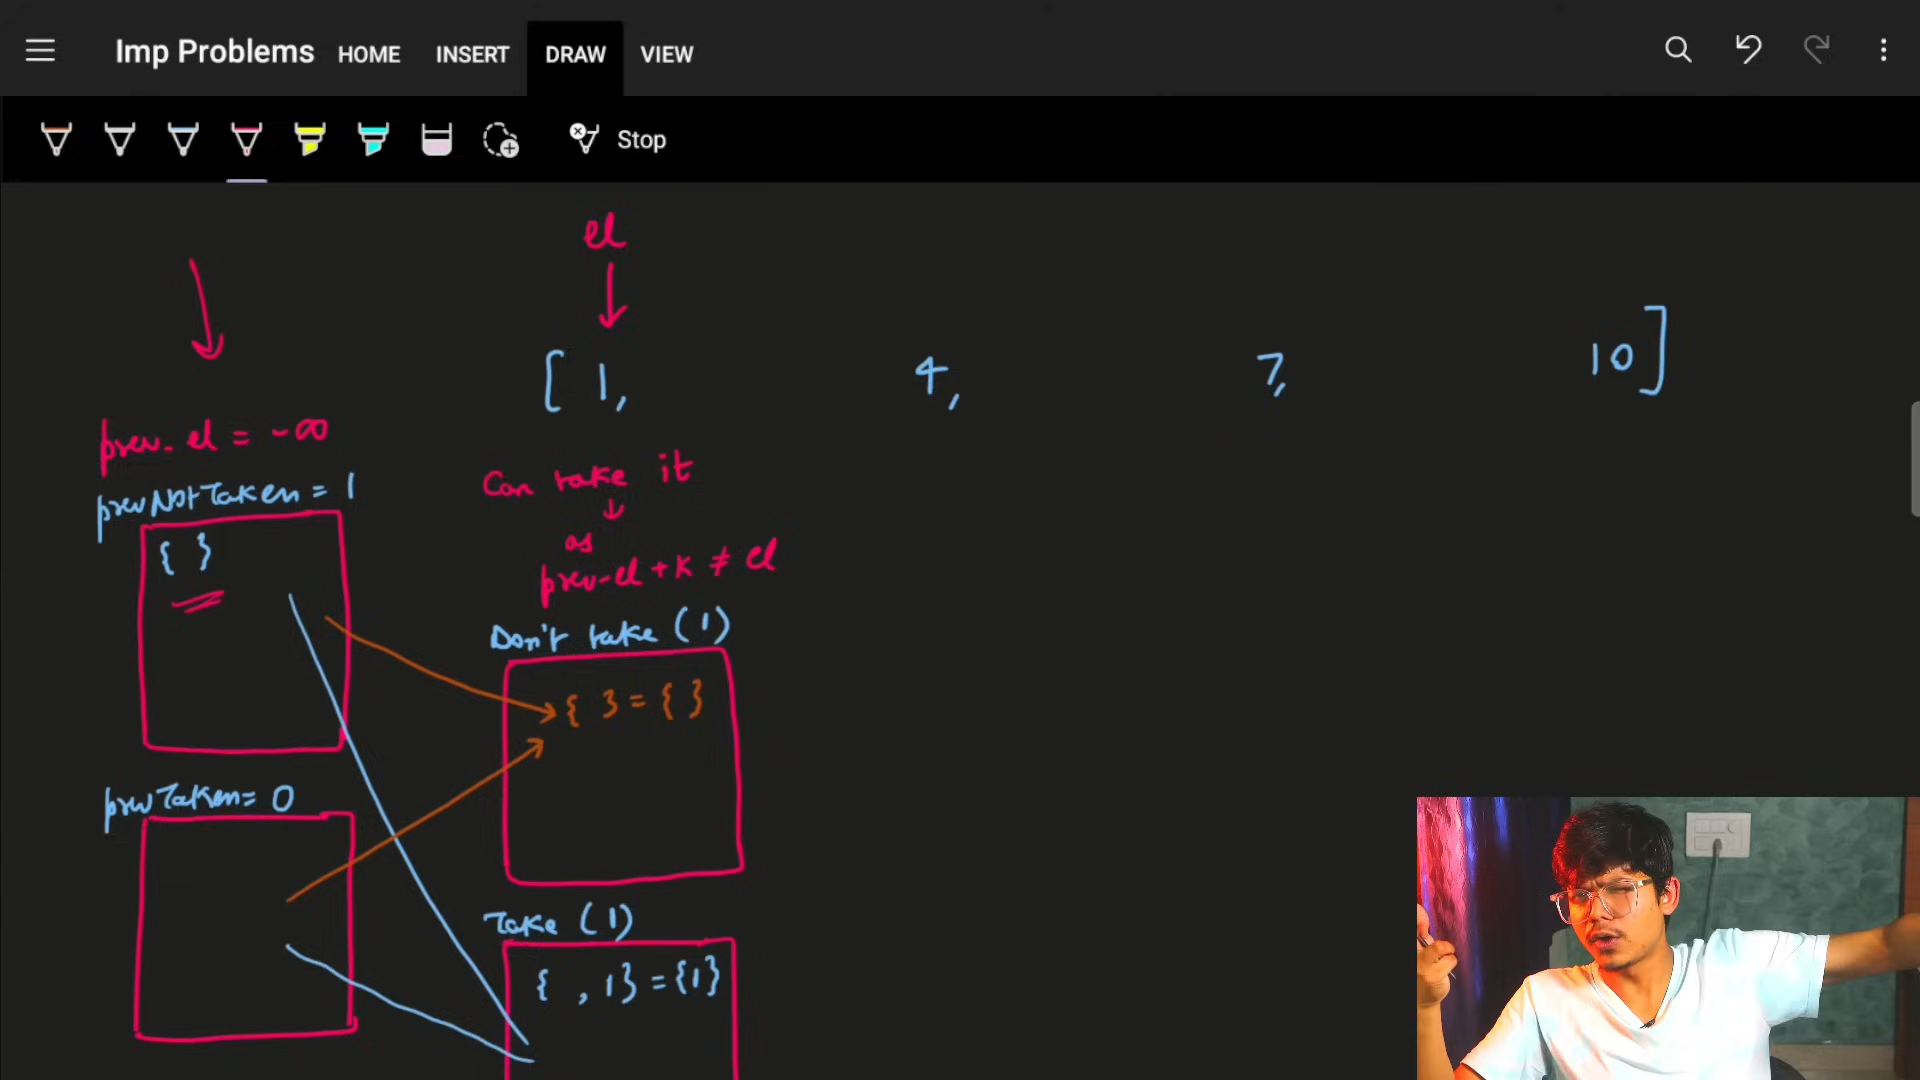 Imp Problems HOME INSERT DRAW VIEW
Stop
el
[ 1, 4, 7, 10 ]
prev-el = -∞
prevNotTaken = 1
{ }
Can take it
↓
as
prev-el + K ≠ el
Don't take (1)
{ } = { }
prevTaken = 0
Take (1)
{ , 1} = {1}